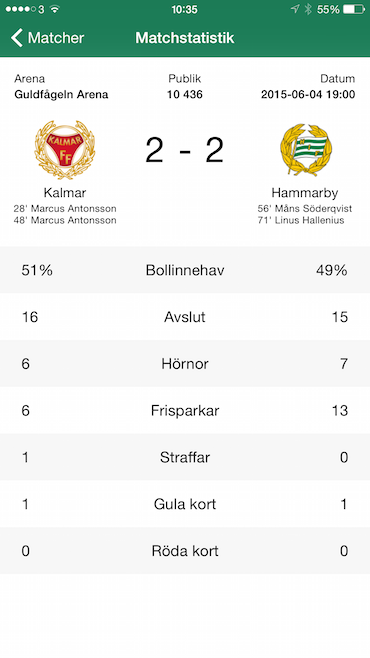 3 10:35 55%
Matcher Matchstatistik
Arena Publik Datum
Guldfågeln Arena 10 436 2015-06-04 19:00
KALMAR
FF
2 - 2
Kalmar Hammarby
28' Marcus Antonsson 56' Måns Söderqvist
48' Marcus Antonsson 71' Linus Hallenius
51% Bollinnehav 49%
16 Avslut 15
6 Hörnor 7
6 Frisparkar 13
1 Straffar 0
1 Gula kort 1
0 Röda kort 0